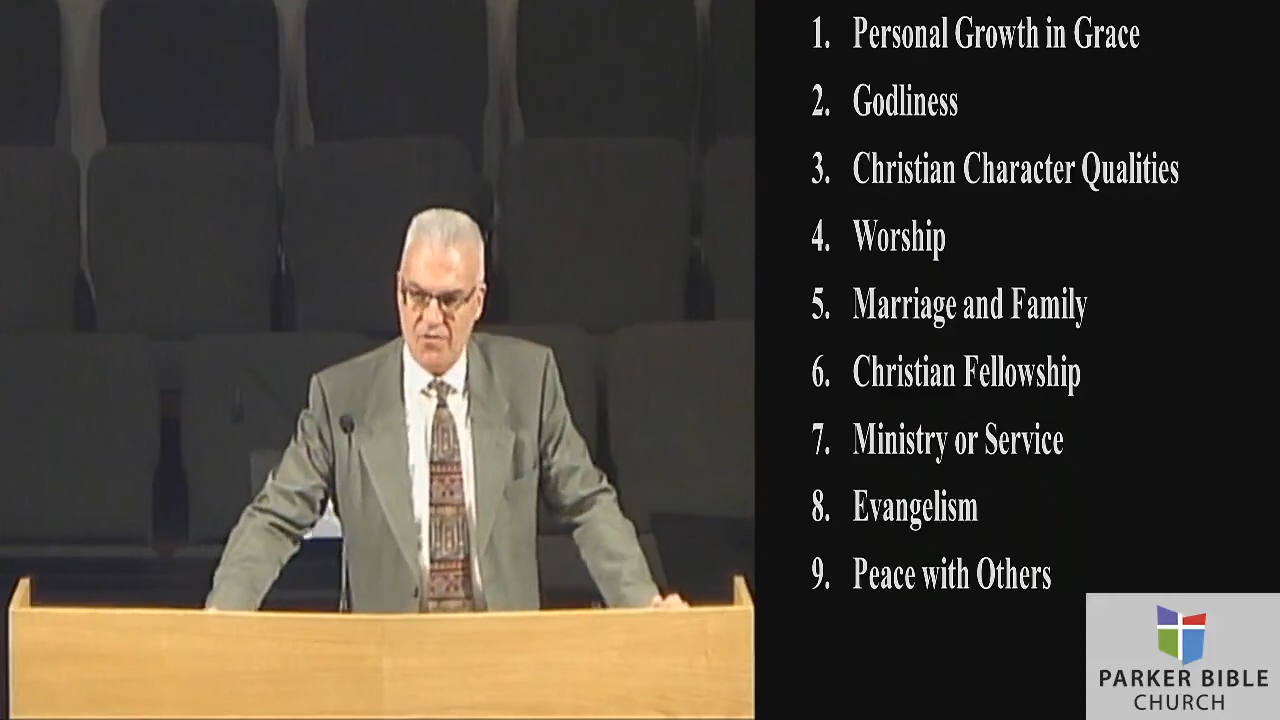 1. Personal Growth in Grace
2. Godliness
3. Christian Character Qualities
4. Worship
5. Marriage and Family
6. Christian Fellowship
7. Ministry or Service
8. Evangelism
9. Peace with Others
PARKER BIBLE
CHURCH